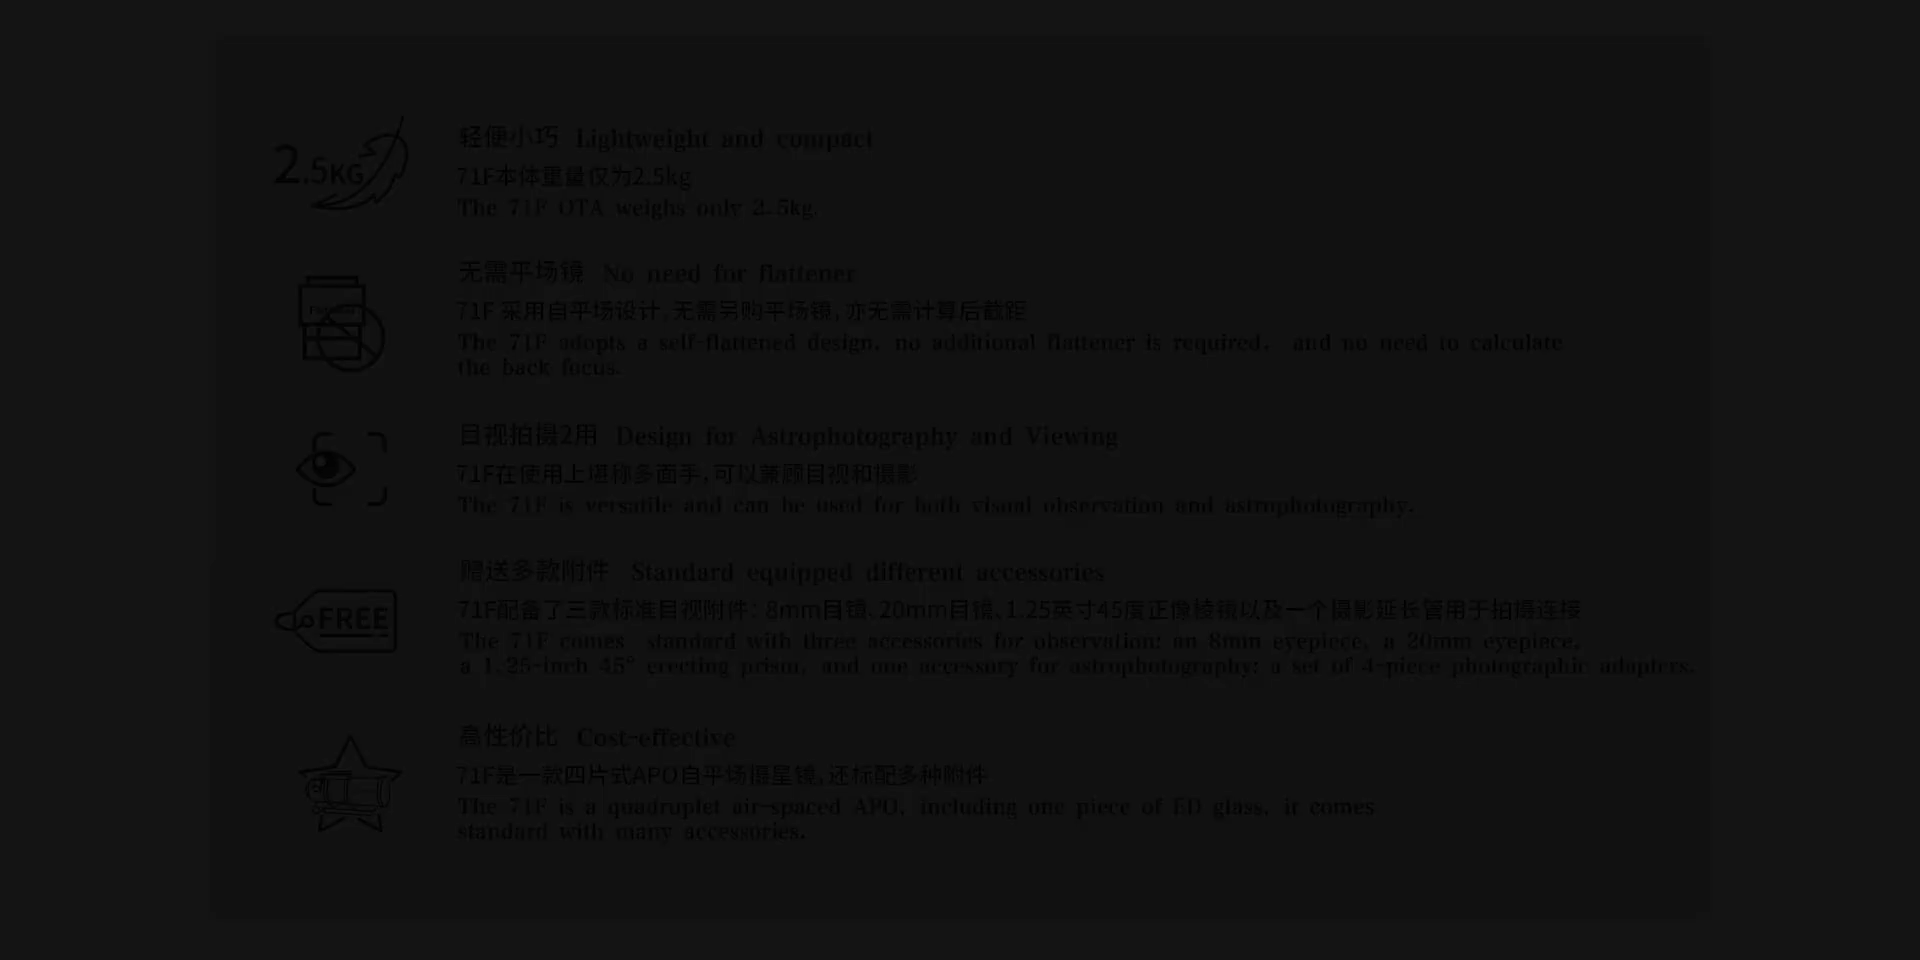 2.5KG
轻便小巧 Lightweight and compact
71F本体重量仅为2.5kg
The 71F OTA weighs only 2.5kg.
无需平场镜 No need for flattener
71F 采用自平场设计,无需另购平场镜,亦无需计算后截距
The 71F adopts a self-flattened design, no additional flattener is required, and no need to calculate
the back focus.
目视拍摄2用 Design for Astrophotography and Viewing
71F在使用上堪称多面手,可以兼顾目视和摄影
The 71F is versatile and can be used for both visual observation and astrophotography.
FREE
赠送多款附件 Standard equipped different accessories
71F配备了三款标准目视附件: 8mm目镜、20mm目镜、1.25英寸45度正像棱镜以及一个摄影延长管用于拍摄连接
The 71F comes standard with three accessories for observation: an 8mm eyepiece, a 20mm eyepiece,
a 1.25-inch 45° erecting prism, and one accessory for astrophotography: a set of 4-piece photographic adapters.
高性价比 Cost-effective
71F是一款四片式APO自平场摄星镜,还标配多种附件
The 71F is a quadruplet air-spaced APO, including one piece of ED glass, it comes
standard with many accessories.